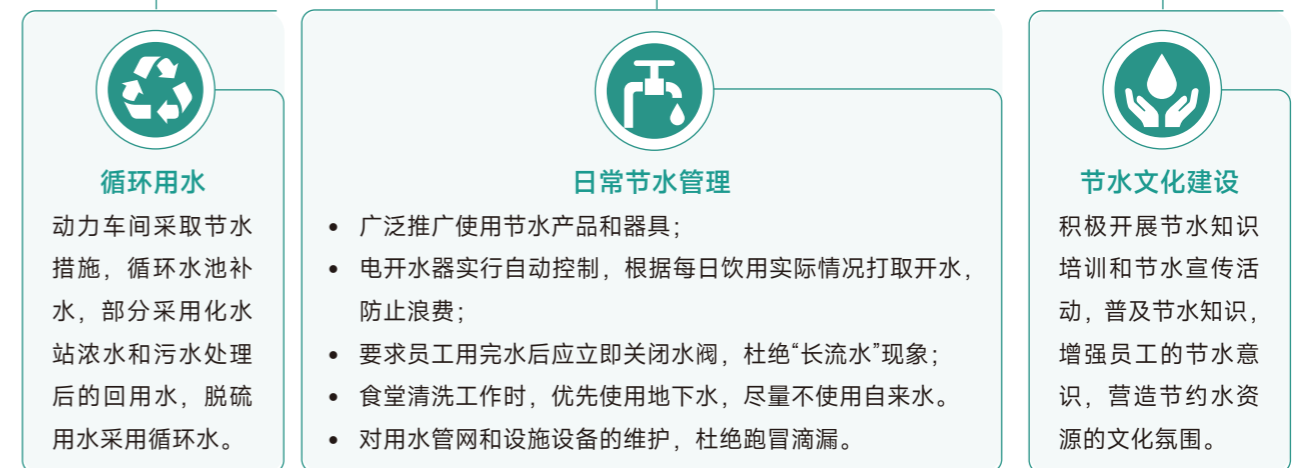 循环用水
动力车间采取节水
措施，循环水池补
水，部分采用化水
站浓水和污水处理
后的回用水，脱硫
用水采用循环水。
日常节水管理
• 广泛推广使用节水产品和器具；
• 电开水器实行自动控制，根据每日饮用实际情况打取开水，
防止浪费；
• 要求员工用完水后应立即关闭水阀，杜绝“长流水”现象；
• 食堂清洗工作时，优先使用地下水，尽量不使用自来水。
• 对用水管网和设施设备的维护，杜绝跑冒滴漏。
节水文化建设
积极开展节水知识
培训和节水宣传活
动，普及节水知识，
增强员工的节水意
识，营造节约水资
源的文化氛围。